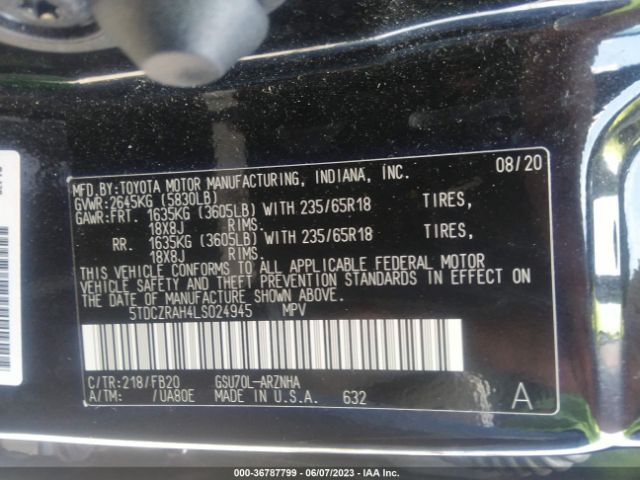 MFD.BY:TOYOTA MOTOR MANUFACTURING, INDIANA, INC. 08/20
GVWR:2645KG (5830LB)
GAWR:FRT. 1635KG (3605LB) WITH 235/65R18 TIRES,
18X8J RIMS.
RR. 1635KG (3605LB) WITH 235/65R18 TIRES,
18X8J RIMS.
THIS VEHICLE CONFORMS TO ALL APPLICABLE FEDERAL MOTOR
VEHICLE SAFETY AND THEFT PREVENTION STANDARDS IN EFFECT ON
THE DATE OF MANUFACTURE SHOWN ABOVE.
5TDCZRAH4LS024945 MPV
C/TR:218/FB20 GSU70L-ARZNHA
A/TM: /UA80E MADE IN U.S.A. 632 A
000-36787799 - 06/07/2023 - IAA Inc.